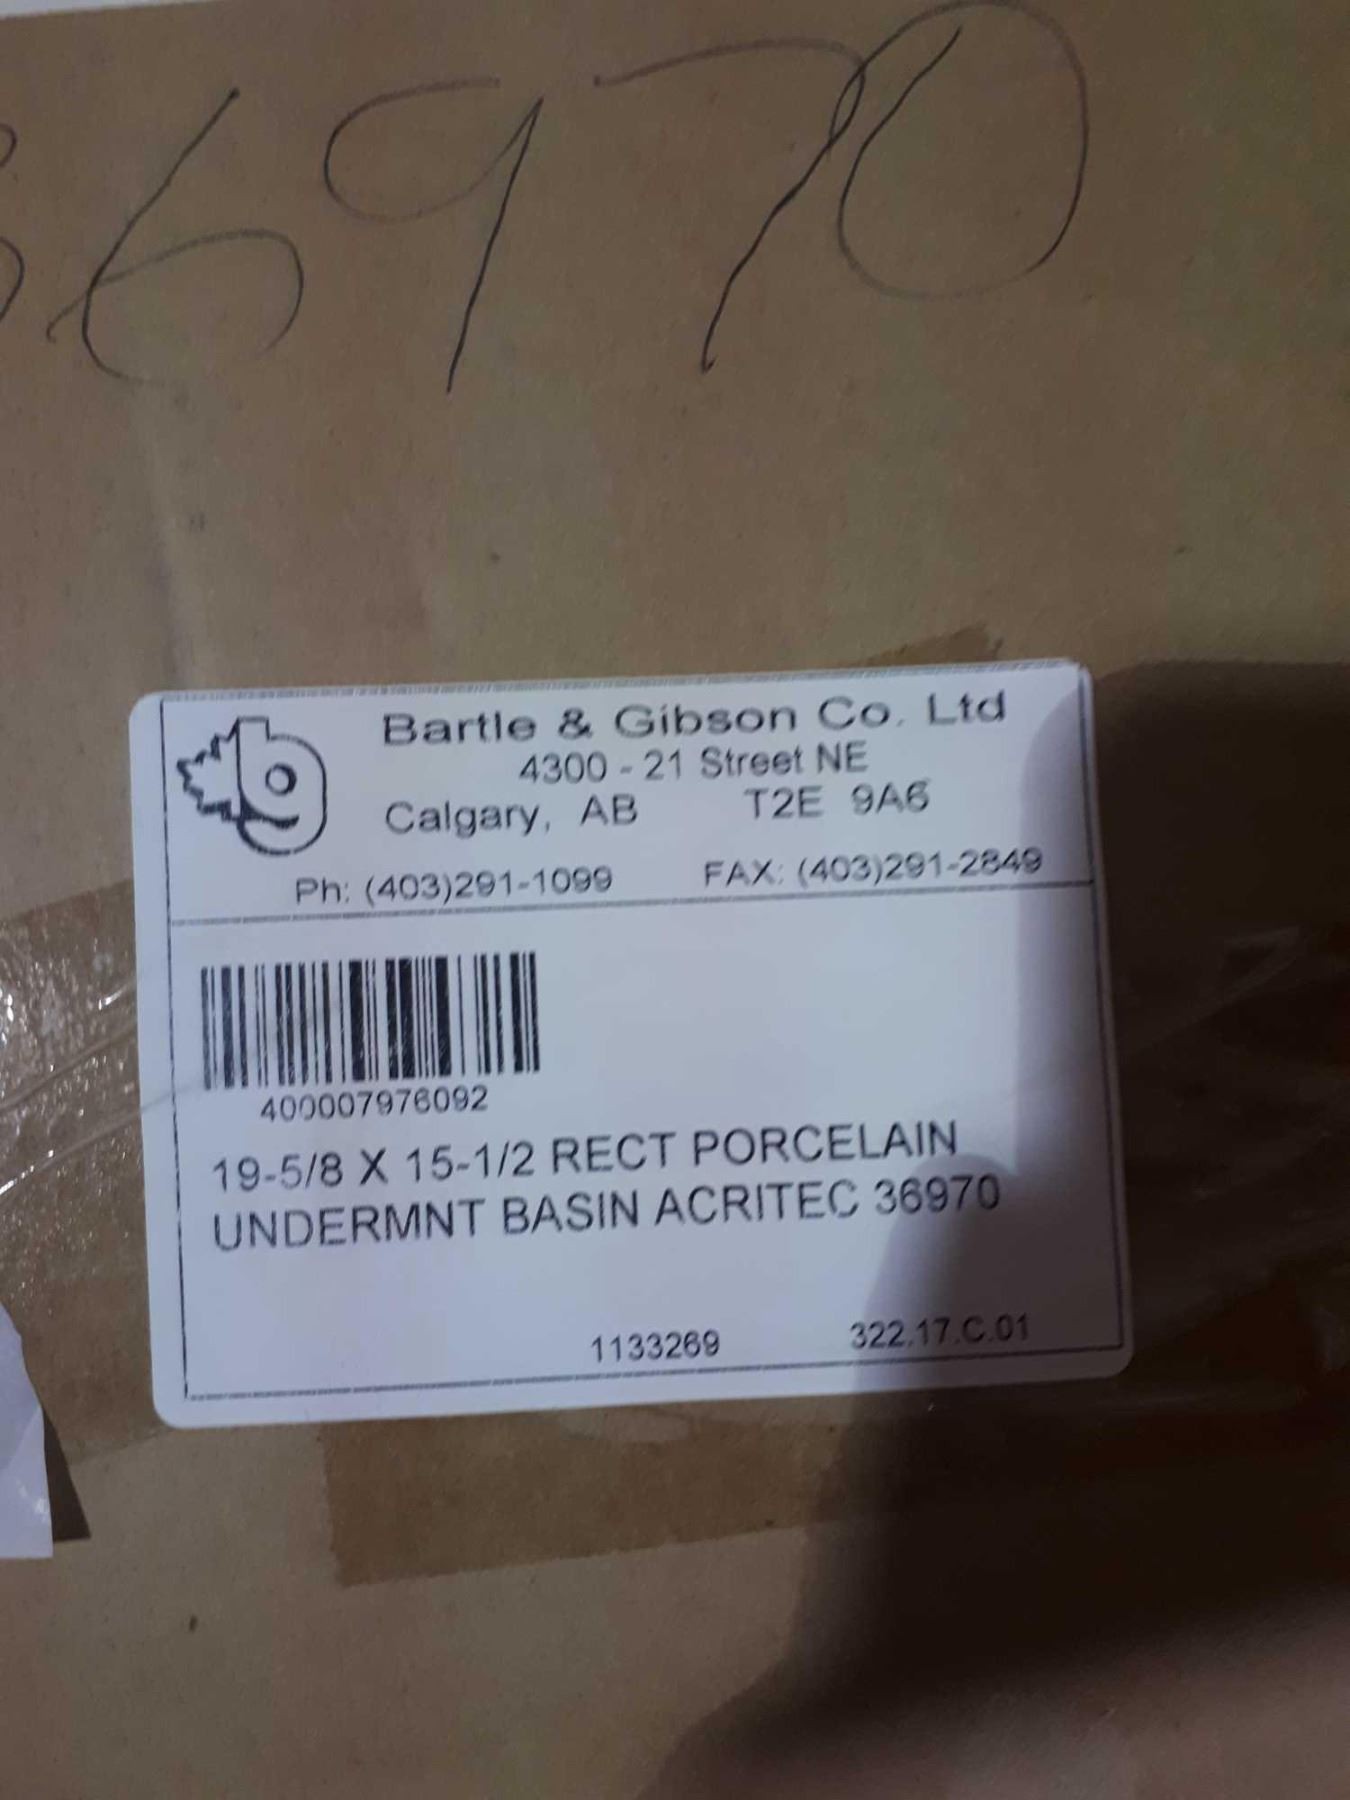 36970
Bartle & Gibson Co. Ltd
4300 - 21 Street NE
Calgary, AB T2E 9A6
Ph: (403)291-1099 FAX: (403)291-2849
400007976092
19-5/8 X 15-1/2 RECT PORCELAIN
UNDERMNT BASIN ACRITEC 36970
1133269 322.17.C.01